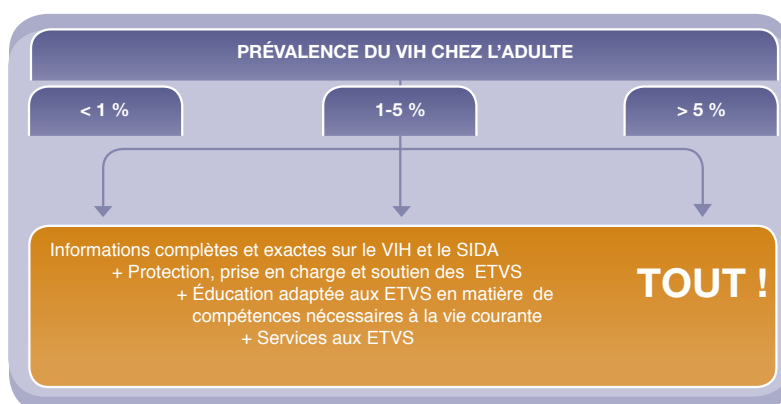 PRÉVALENCE DU VIH CHEZ L'ADULTE
< 1 %
1-5 %
> 5 %
Informations complètes et exactes sur le VIH et le SIDA
+ Protection, prise en charge et soutien des ETVS
+ Éducation adaptée aux ETVS en matière de
compétences nécessaires à la vie courante
+ Services aux ETVS
TOUT !